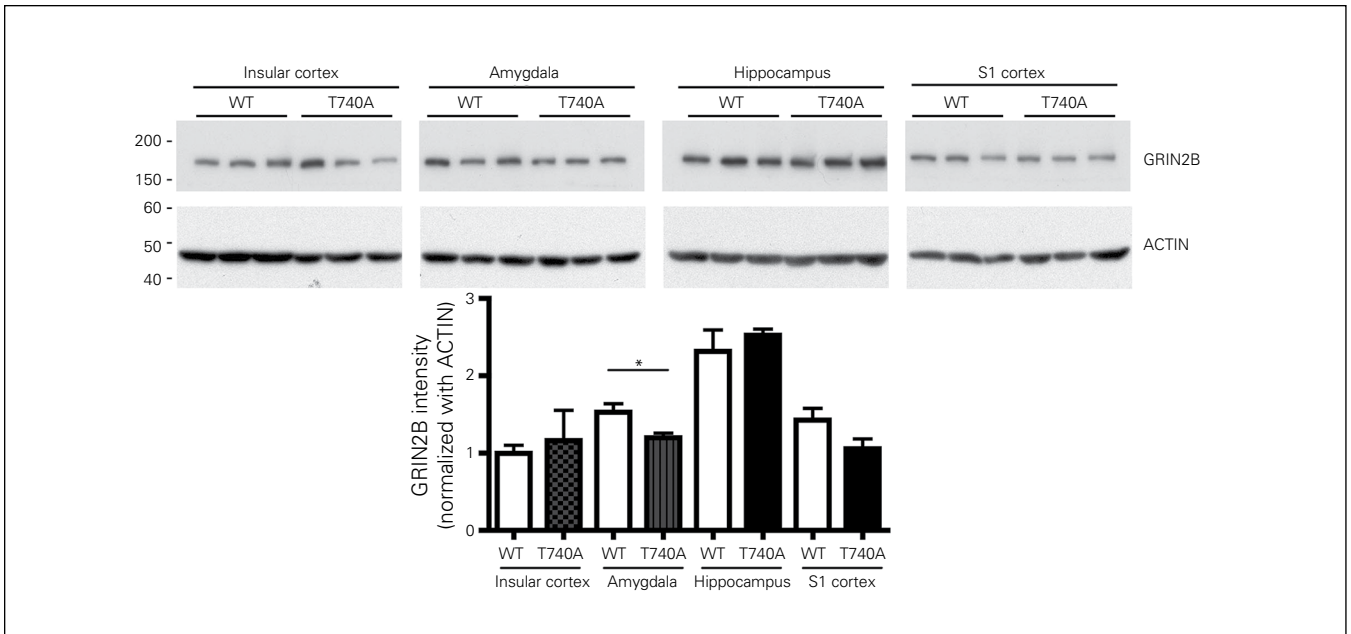 Insular cortex Amygdala Hippocampus S1 cortex
WT T740A WT T740A WT T740A WT T740A
200 -
GRIN2B
150 -
60 -
50 -
ACTIN
40 -
3
2
1
0
GRIN2B intensity
(normalized with ACTIN)
*
WT T740A WT T740A WT T740A WT T740A
Insular cortex Amygdala Hippocampus S1 cortex